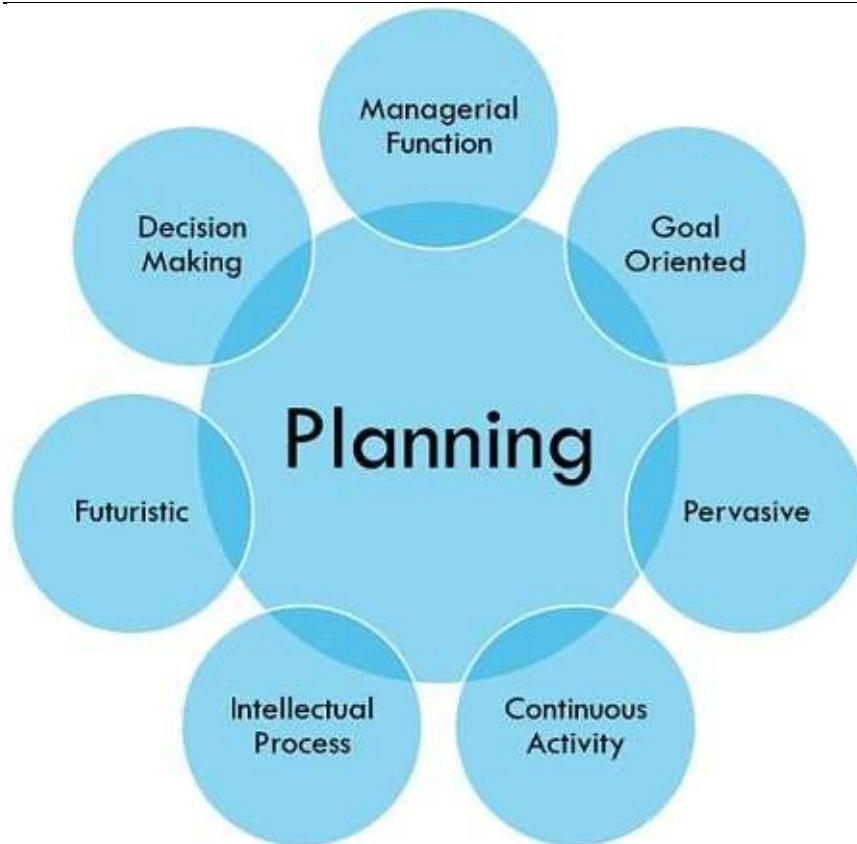 Managerial
Function
Goal
Oriented
Pervasive
Continuous
Activity
Intellectual
Process
Futuristic
Decision
Making
Planning